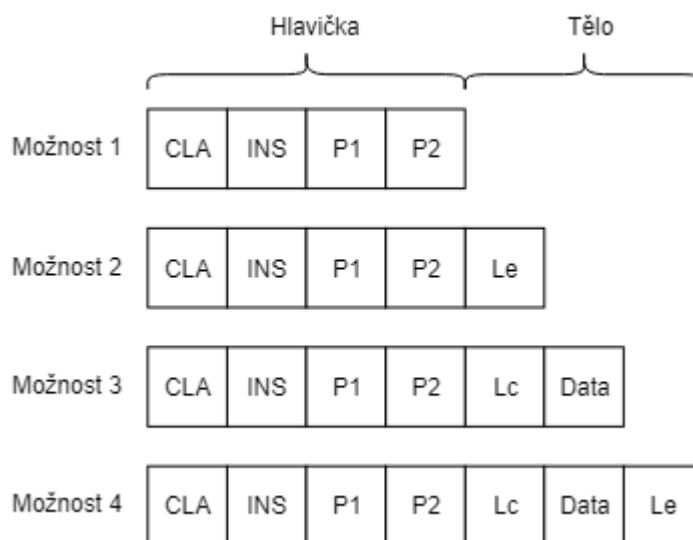 Hlavička Tělo
Možnost 1 CLA INS P1 P2
Možnost 2 CLA INS P1 P2 Le
Možnost 3 CLA INS P1 P2 Lc Data
Možnost 4 CLA INS P1 P2 Lc Data Le